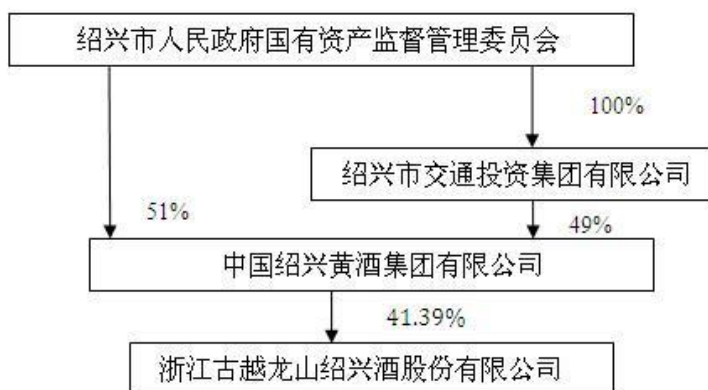 绍兴市人民政府国有资产监督管理委员会
100%
绍兴市交通投资集团有限公司
51%
49%
中国绍兴黄酒集团有限公司
41.39%
浙江古越龙山绍兴酒股份有限公司